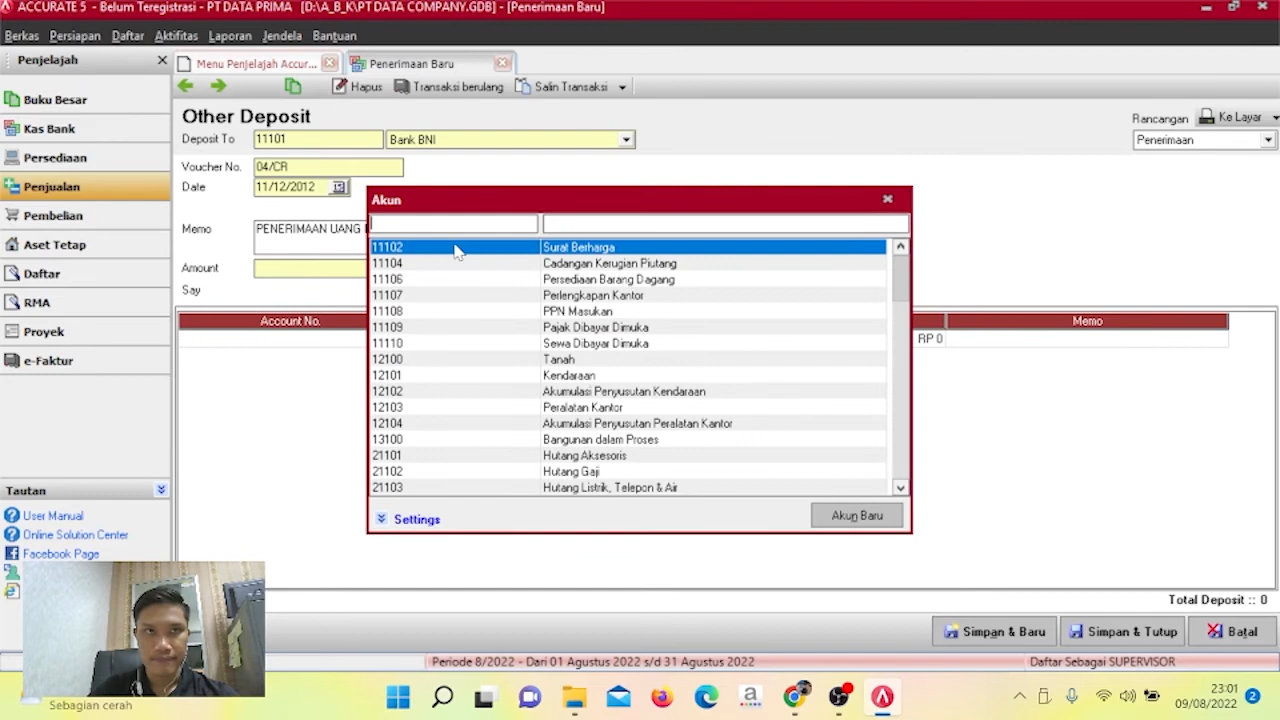 ACCURATE 5 - Belum Teregistrasi - PT DATA PRIMA [D:\A_B_K\PT DATA COMPANY.GDB] - [Penerimaan Baru]
Berkas Persiapan Daftar Aktifitas Laporan Jendela Bantuan
Penjelajah
Menu Penjelajah Accur...
Penerimaan Baru
Hapus Transaksi berulang Salin Transaksi
Buku Besar
Kas Bank
Persediaan
Penjualan
Pembelian
Aset Tetap
Daftar
RMA
Proyek
e-Faktur
Other Deposit
Rancangan Ke Layar
Deposit To 11101 Bank BNI
Penerimaan
Voucher No. 04/CR
Date 11/12/2012
Memo PENERIMAAN UANG
Amount
Say
Account No. Memo
RP 0
Akun
11102 Surat Berharga
11104 Cadangan Kerugian Piutang
11106 Persediaan Barang Dagang
11107 Perlengkapan Kantor
11108 PPN Masukan
11109 Pajak Dibayar Dimuka
11110 Sewa Dibayar Dimuka
12100 Tanah
12101 Kendaraan
12102 Akumulasi Penyusutan Kendaraan
12103 Peralatan Kantor
12104 Akumulasi Penyusutan Peralatan Kantor
13100 Bangunan dalam Proses
21101 Hutang Aksesoris
21102 Hutang Gaji
21103 Hutang Listrik, Telepon & Air
Settings
Akun Baru
Tautan
User Manual
Online Solution Center
Facebook Page
Total Deposit :: 0
Simpan & Baru Simpan & Tutup Batal
Periode 8/2022 - Dari 01 Agustus 2022 s/d 31 Agustus 2022
Daftar Sebagai SUPERVISOR
Sebagian cerah
23:01
09/08/2022
2